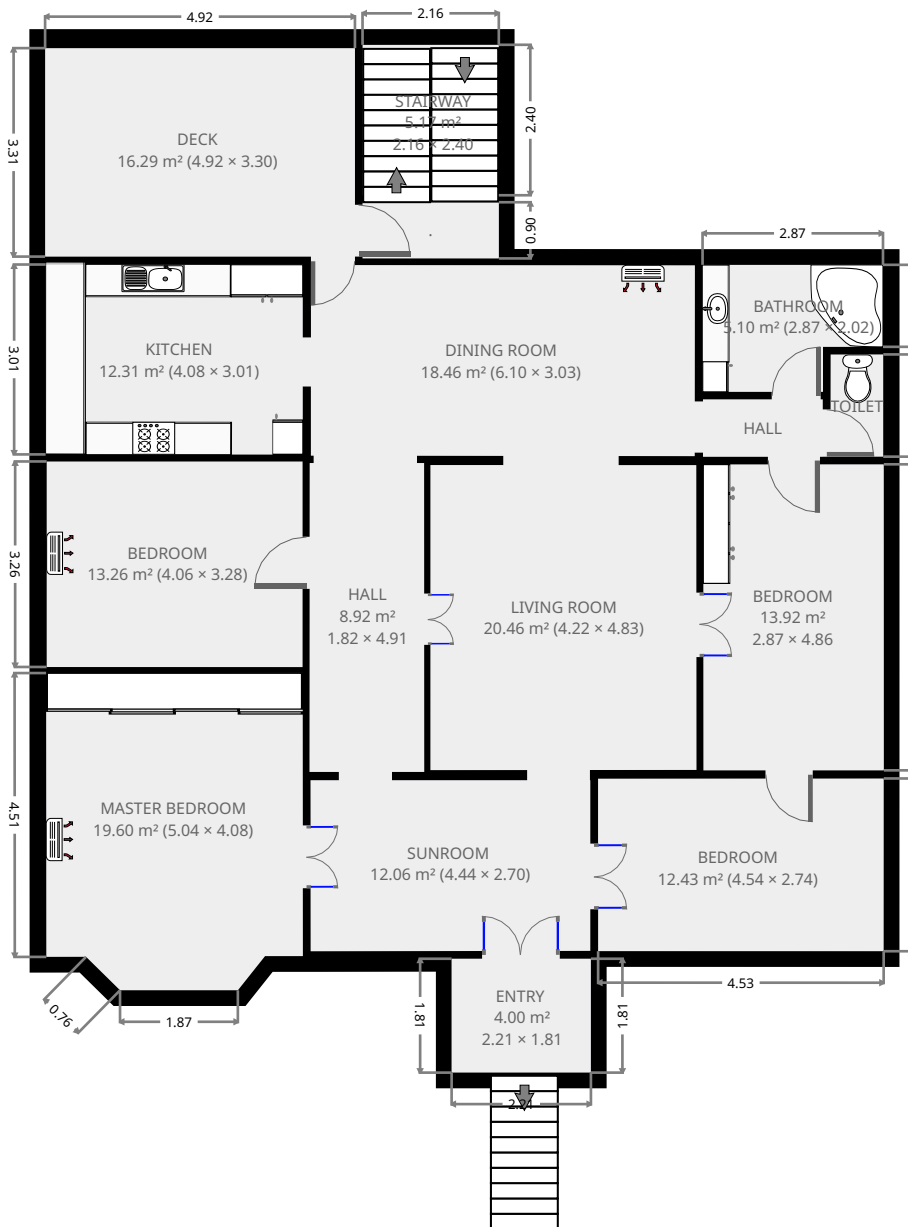 4.92
2.16
3.31
DECK
16.29 m² (4.92 × 3.30)
STAIRWAY
5.17 m²
2.16 × 2.40
2.40
0.90
2.87
3.01
KITCHEN
12.31 m² (4.08 × 3.01)
DINING ROOM
18.46 m² (6.10 × 3.03)
BATHROOM
5.10 m² (2.87 × 2.02)
TOILET
HALL
3.26
BEDROOM
13.26 m² (4.06 × 3.28)
HALL
8.92 m²
1.82 × 4.91
LIVING ROOM
20.46 m² (4.22 × 4.83)
BEDROOM
13.92 m²
2.87 × 4.86
4.51
MASTER BEDROOM
19.60 m² (5.04 × 4.08)
SUNROOM
12.06 m² (4.44 × 2.70)
BEDROOM
12.43 m² (4.54 × 2.74)
0.76
1.87
1.81
ENTRY
4.00 m²
2.21 × 1.81
1.81
4.53
2.21